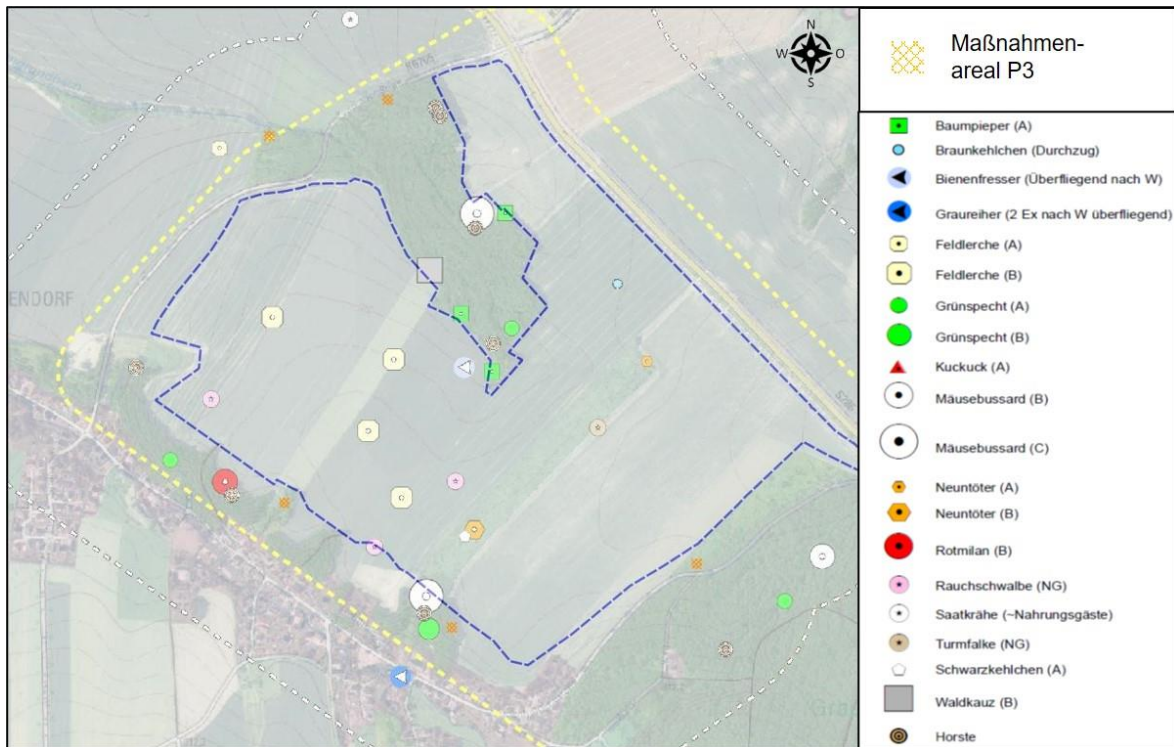 N
W
O
S
ENDORF
S286
Maßnahmen-
areal P3
Baumpieper (A)
Braunkehlchen (Durchzug)
Bienenfresser (Überfliegend nach W)
Graureiher (2 Ex nach W überfliegend)
Feldlerche (A)
Feldlerche (B)
Grünspecht (A)
Grünspecht (B)
Kuckuck (A)
Mäusebussard (B)
Mäusebussard (C)
Neuntöter (A)
Neuntöter (B)
Rotmilan (B)
Rauchschwalbe (NG)
Saatkrähe (~Nahrungsgäste)
Turmfalke (NG)
Schwarzkehlchen (A)
Waldkauz (B)
Horste